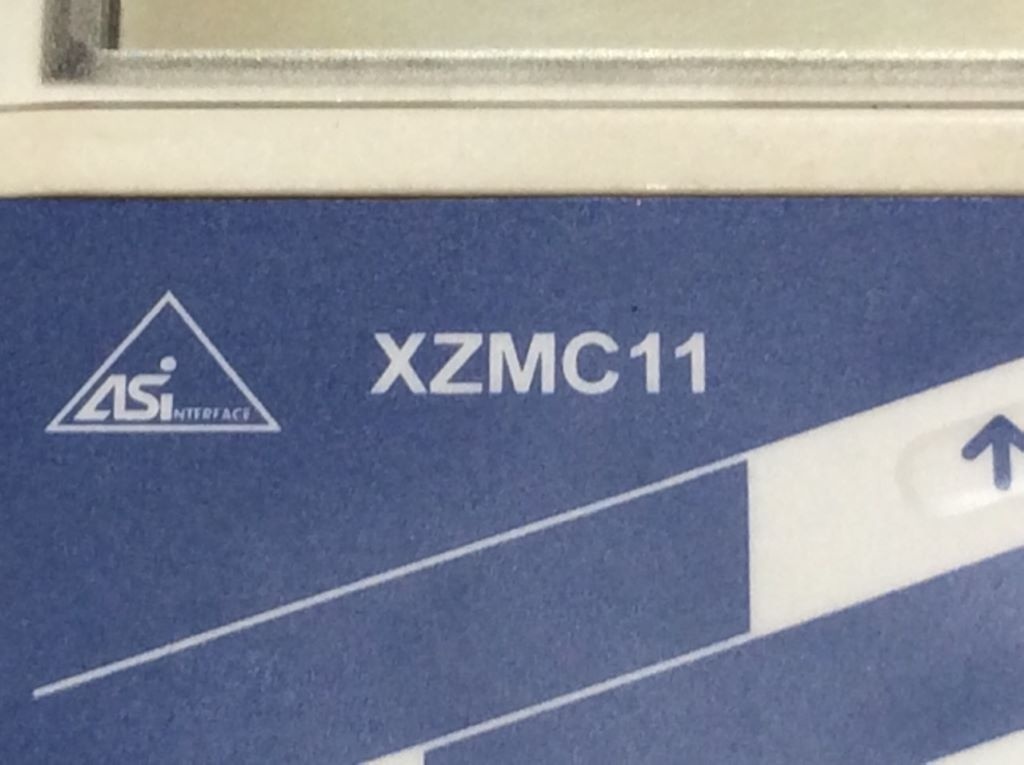 ASi
INTERFACE
XZMC11